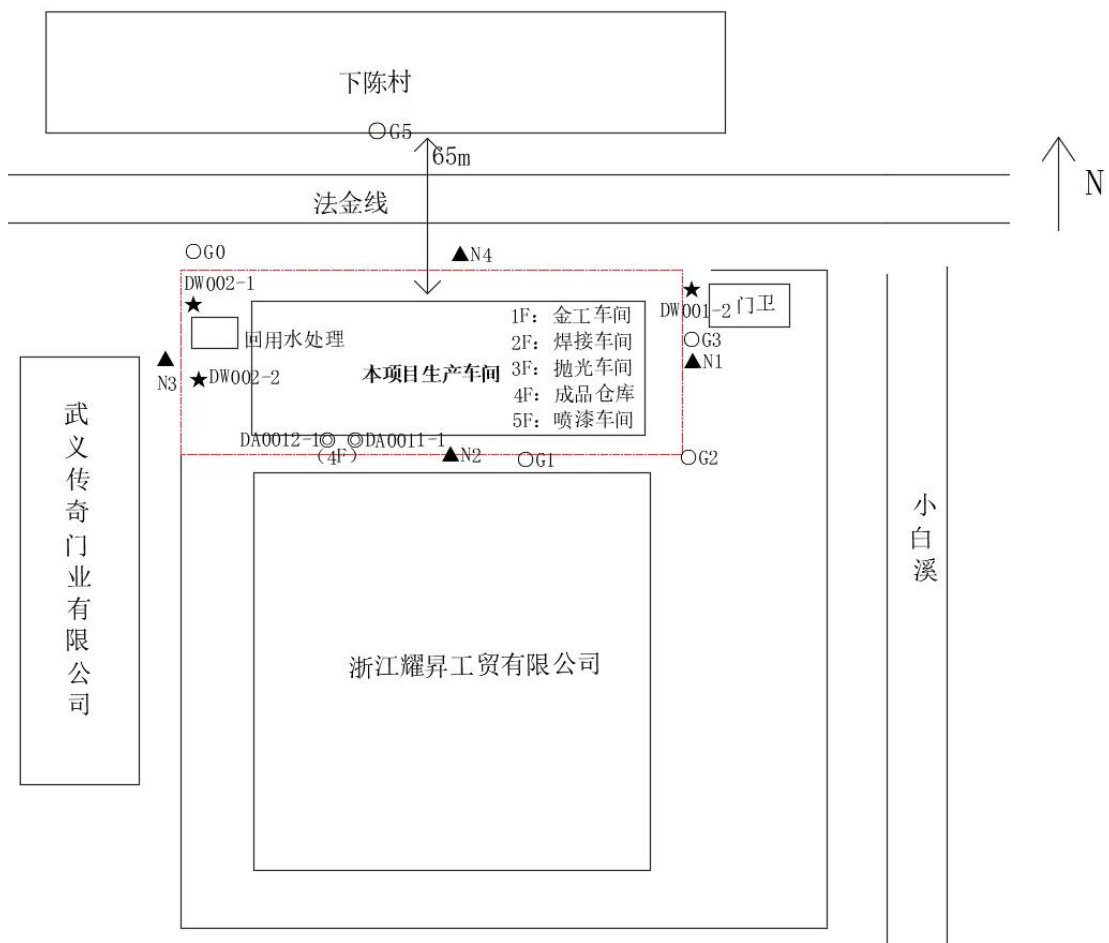 下陈村
○G5
65m
N
法金线
○G0
▲N4
DW002-1
★
★
DW001-2
门卫
1F：金工车间
2F：焊接车间
3F：抛光车间
4F：成品仓库
5F：喷漆车间
回用水处理
本项目生产车间
○G3
▲N1
▲
N3
★DW002-2
DA0012-1◎
◎DA0011-1
(4F)
▲N2
○G1
○G2
武义传奇门业有限公司
小白溪
浙江耀昇工贸有限公司